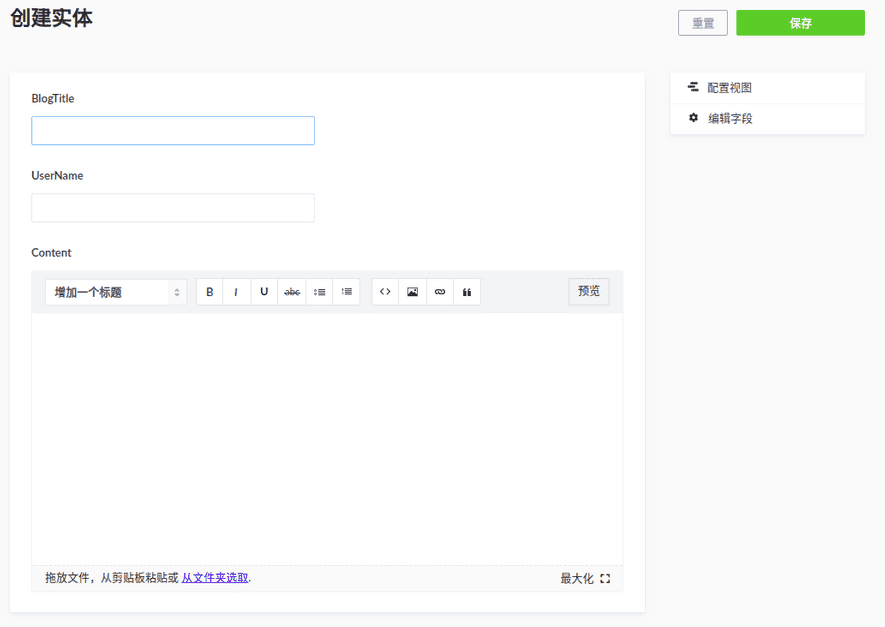 创建实体
重置
保存
BlogTitle
配置视图
编辑字段
UserName
Content
增加一个标题
B I U abc
预览
拖放文件，从剪贴板粘贴或 从文件夹选取.
最大化